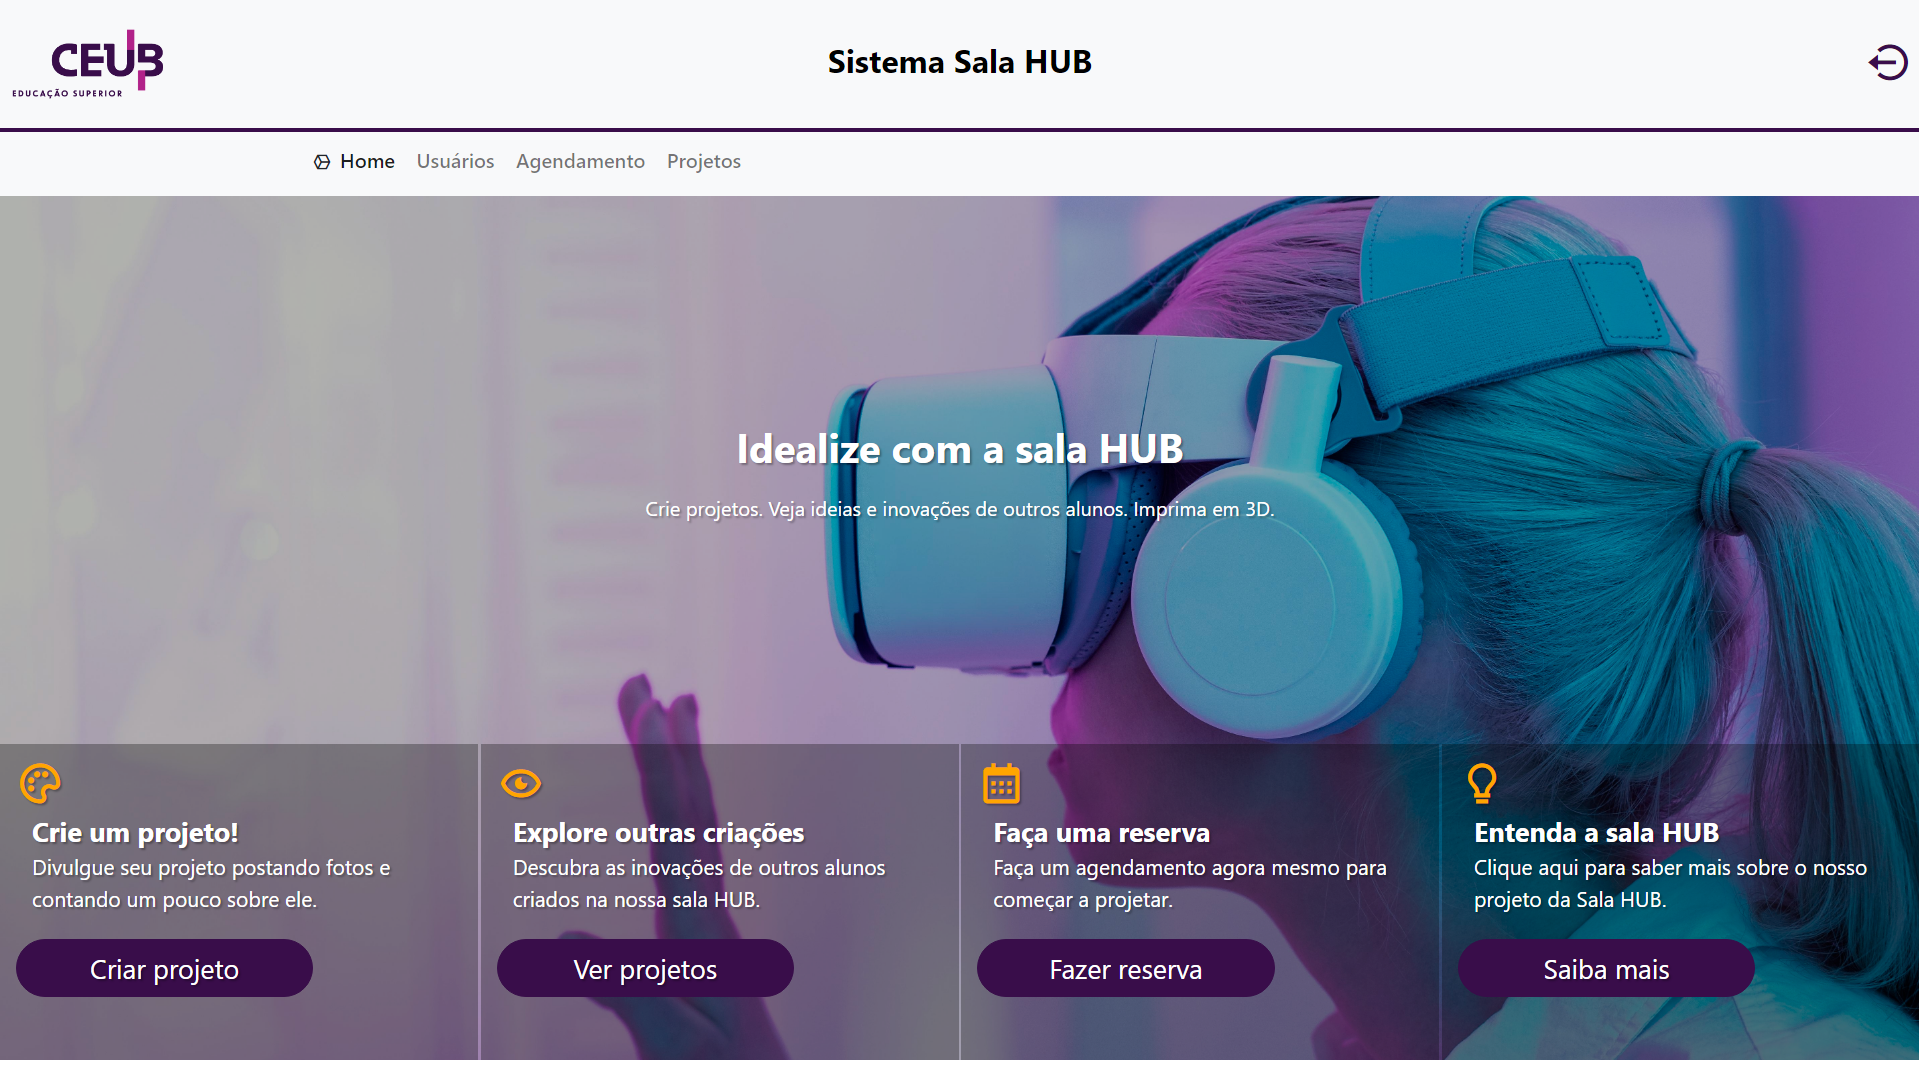 CEUB
EDUCAÇÃO SUPERIOR
Sistema Sala HUB
Home Usuários Agendamento Projetos
Idealize com a sala HUB
Crie projetos. Veja ideias e inovações de outros alunos. Imprima em 3D.
Crie um projeto!
Divulgue seu projeto postando fotos e
contando um pouco sobre ele.
Criar projeto
Explore outras criações
Descubra as inovações de outros alunos
criados na nossa sala HUB.
Ver projetos
Faça uma reserva
Faça um agendamento agora mesmo para
começar a projetar.
Fazer reserva
Entenda a sala HUB
Clique aqui para saber mais sobre o nosso
projeto da Sala HUB.
Saiba mais